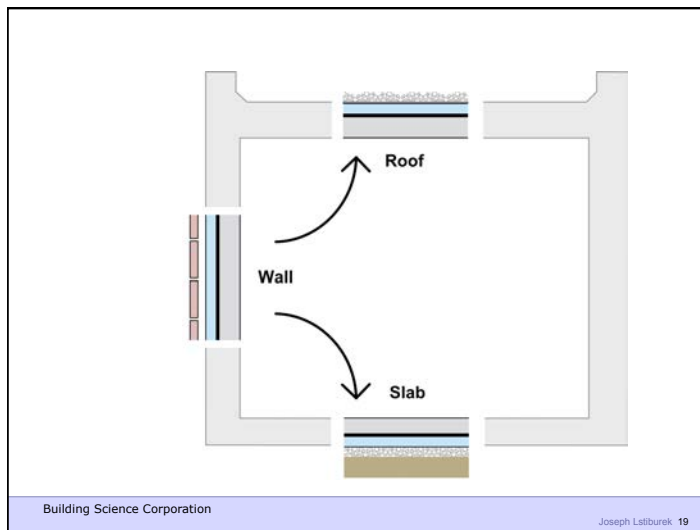 Roof
Wall
Slab
Building Science Corporation
Joseph Lstiburek 19